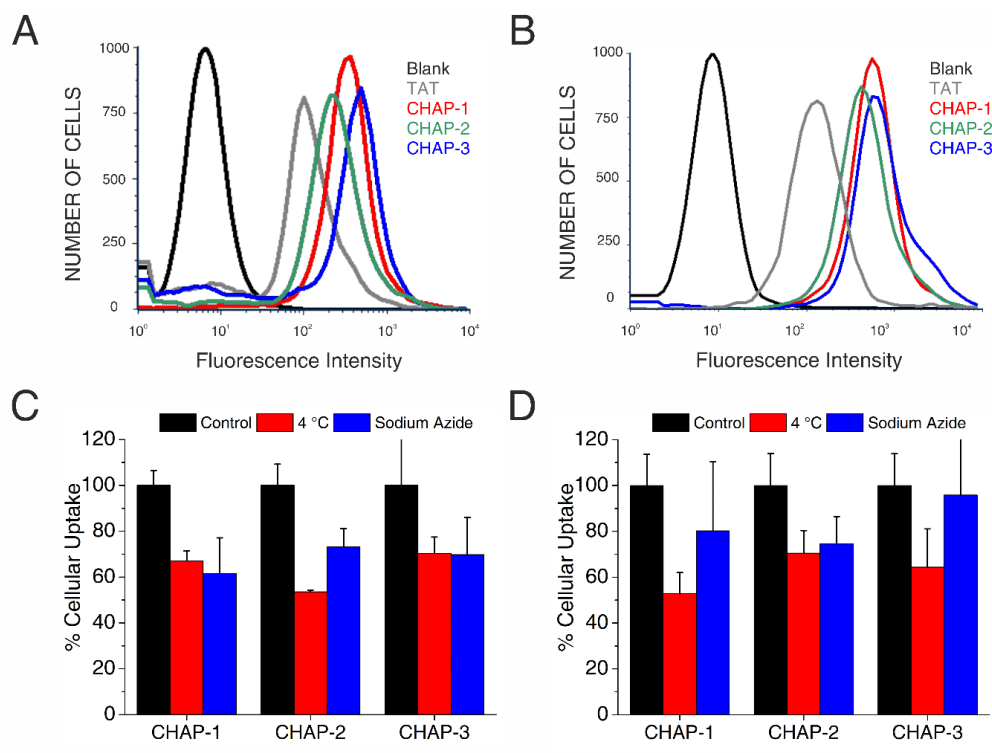 A
NUMBER OF CELLS
1000
750
500
250
0
10⁰
10¹
10²
10³
10⁴
Fluorescence Intensity
Blank
TAT
CHAP-1
CHAP-2
CHAP-3
B
NUMBER OF CELLS
1000
750
500
250
0
10⁰
10¹
10²
10³
10⁴
Fluorescence Intensity
Blank
TAT
CHAP-1
CHAP-2
CHAP-3
C
Control 4 °C Sodium Azide
% Cellular Uptake
120
100
80
60
40
20
0
CHAP-1 CHAP-2 CHAP-3
D
Control 4 °C Sodium Azide
% Cellular Uptake
120
100
80
60
40
20
0
CHAP-1 CHAP-2 CHAP-3